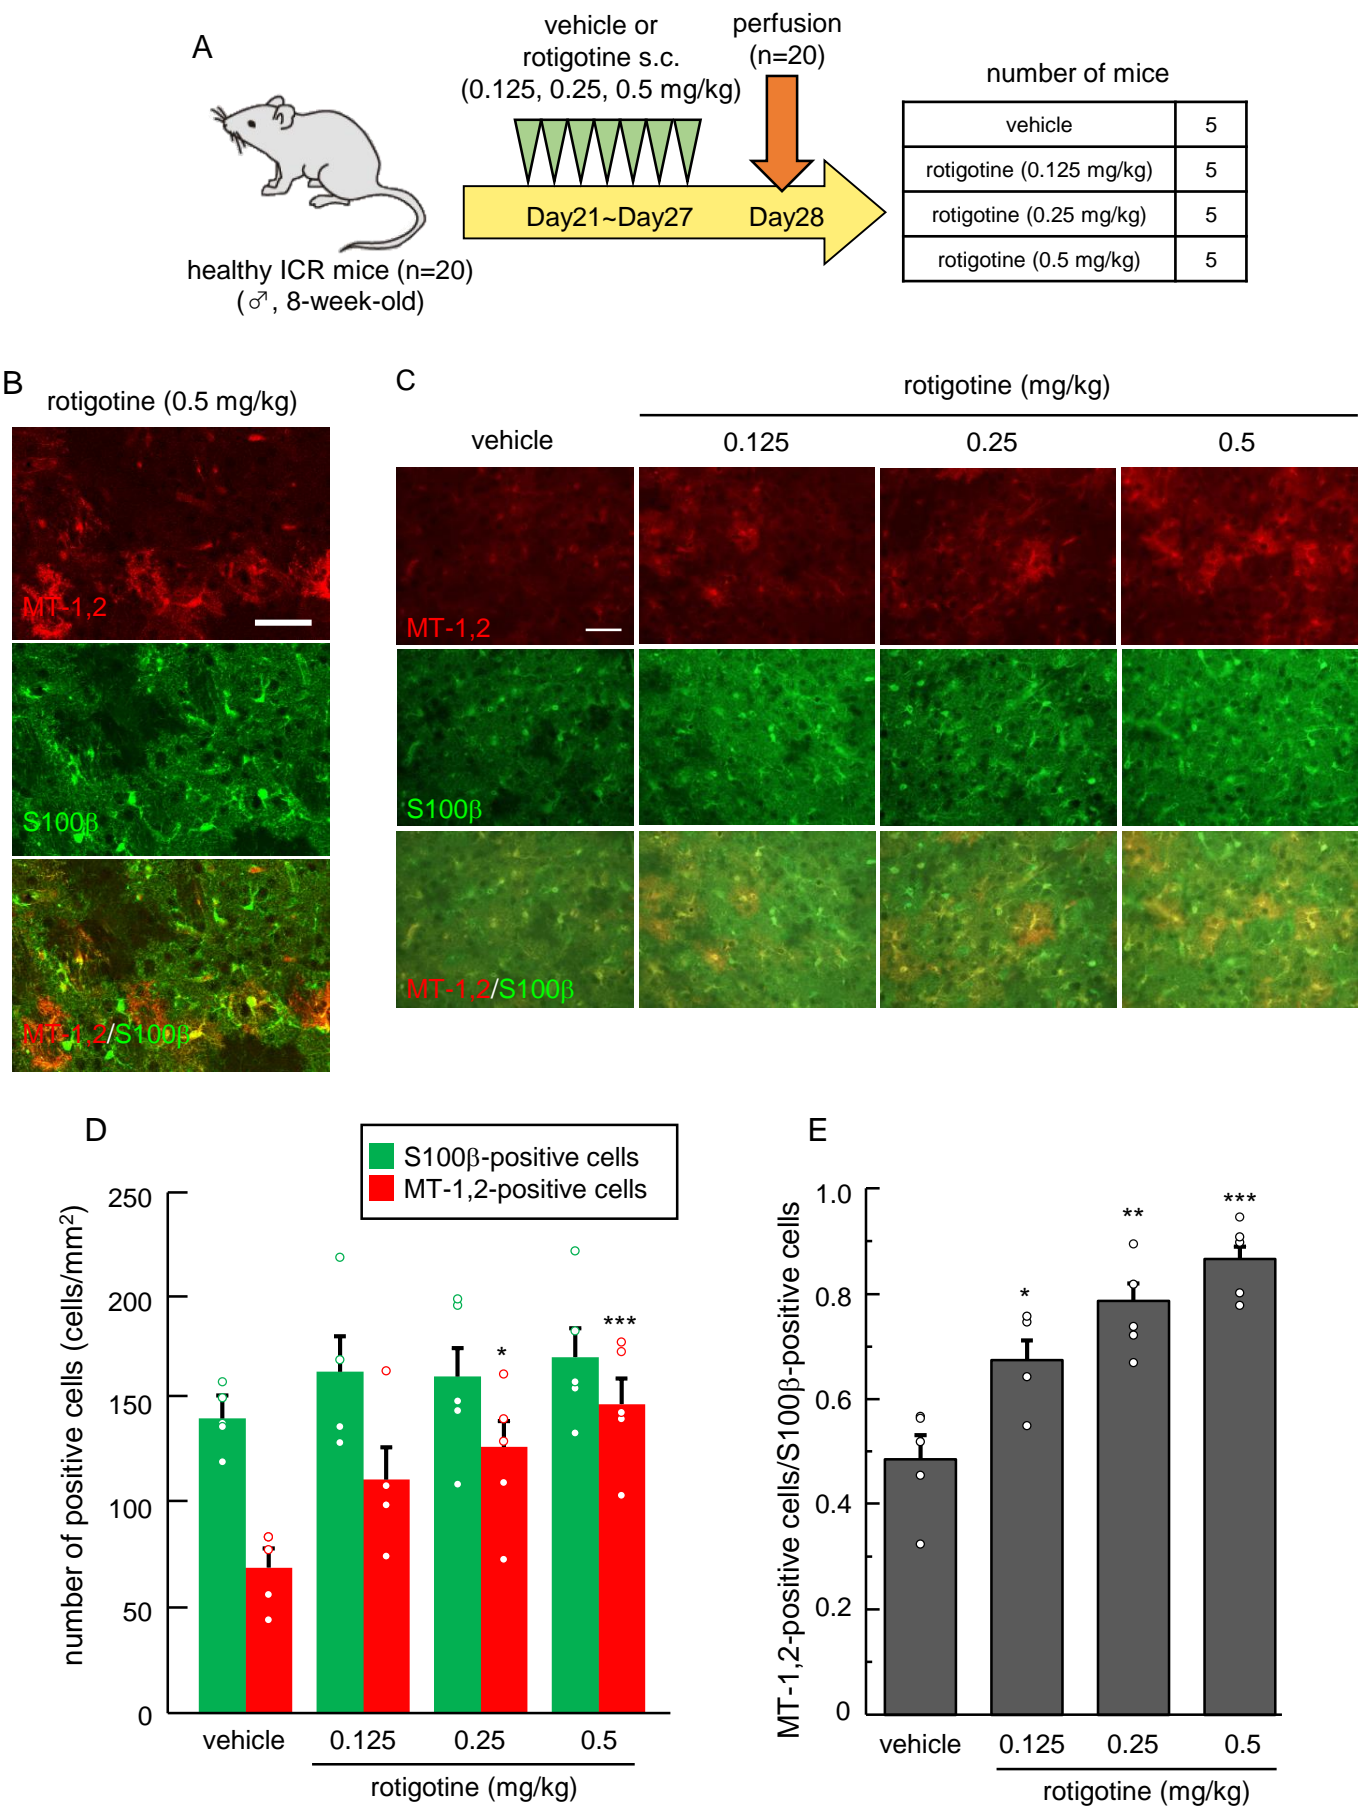 A
vehicle or
rotigotine s.c.
(0.125, 0.25, 0.5 mg/kg)
perfusion
(n=20)
Day21~Day27
Day28
healthy ICR mice (n=20)
(♂, 8-week-old)
number of mice
vehicle 5
rotigotine (0.125 mg/kg) 5
rotigotine (0.25 mg/kg) 5
rotigotine (0.5 mg/kg) 5
B
rotigotine (0.5 mg/kg)
MT-1,2
S100β
MT-1,2/S100β
C
rotigotine (mg/kg)
vehicle 0.125 0.25 0.5
MT-1,2
S100β
MT-1,2/S100β
D
S100β-positive cells
MT-1,2-positive cells
number of positive cells (cells/mm²)
250
200
150
100
50
0
*
***
vehicle 0.125 0.25 0.5
rotigotine (mg/kg)
E
MT-1,2-positive cells/S100β-positive cells
1.0
0.8
0.6
0.4
0.2
0
*
**
***
vehicle 0.125 0.25 0.5
rotigotine (mg/kg)